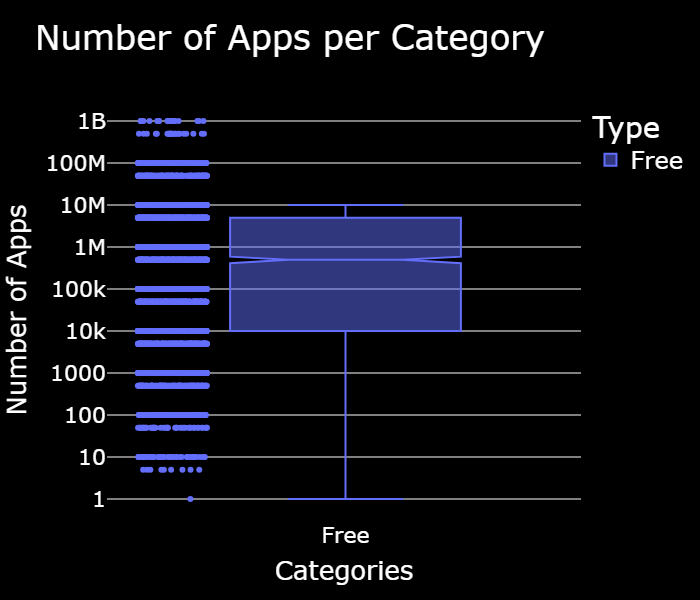 Number of Apps per Category
1B
100M
10M
1M
100k
10k
1000
100
10
1
Number of Apps
Free
Categories
Type
Free